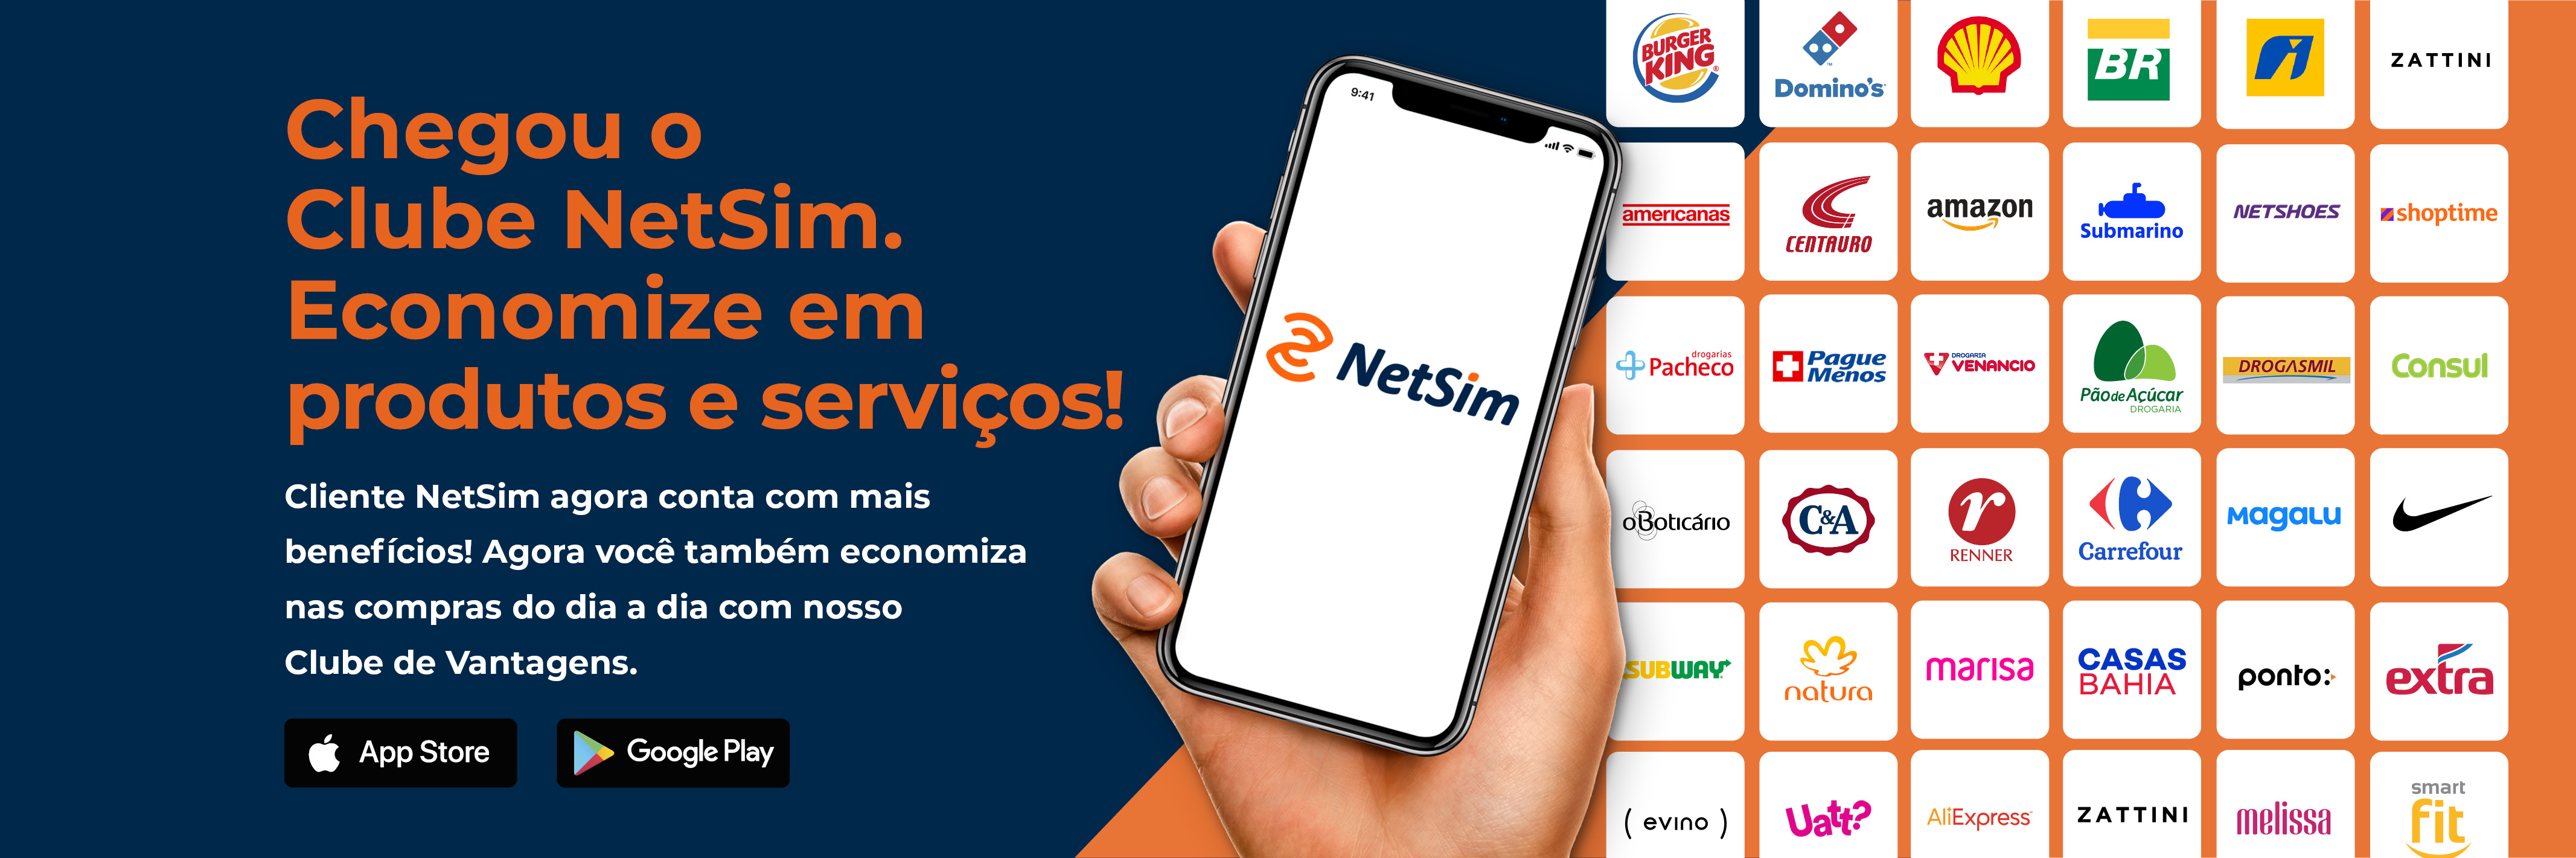 Chegou o
Clube NetSim.
Economize em
produtos e serviços!
Cliente NetSim agora conta com mais
benefícios! Agora você também economiza
nas compras do dia a dia com nosso
Clube de Vantagens.
App Store
Google Play
9:41
NetSim
BURGER
KING
Domino's
BR
ZATTINI
americanas
CENTAURO
amazon
Submarino
NETSHOES
shoptime
drogarias
Pacheco
Pague
Menos
DROGARIA
VENANCIO
Pão de Açúcar
DROGARIA
DROGASMIL
Consul
oBoticário
C&A
r
RENNER
Carrefour
MagaLu
SUBWAY
natura
marisa
CASAS
BAHIA
ponto:
extra
( evino )
Uatt?
AliExpress
ZATTINI
melissa
smart
fit